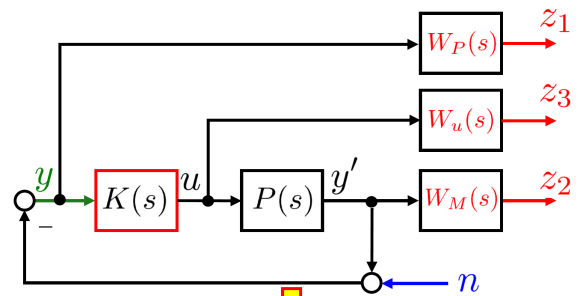 W_P(s) z_1
W_u(s) z_3
y K(s) u P(s) y′ W_M(s) z_2
−
n